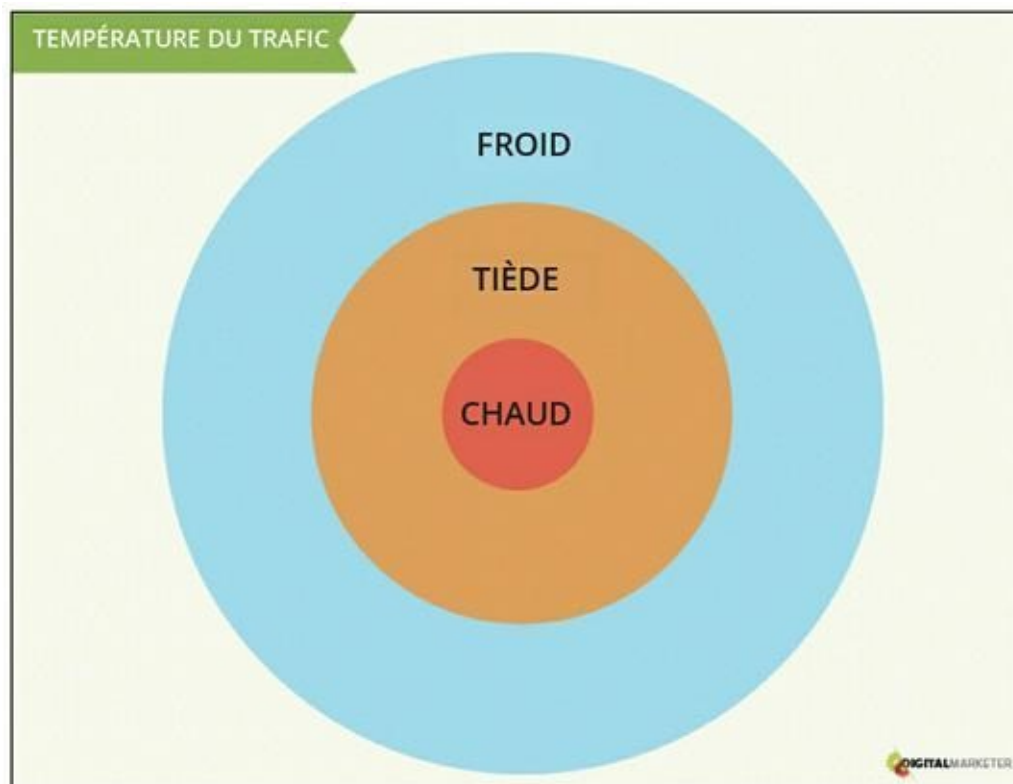 TEMPÉRATURE DU TRAFIC
FROID
TIÈDE
CHAUD
DIGITALMARKETER